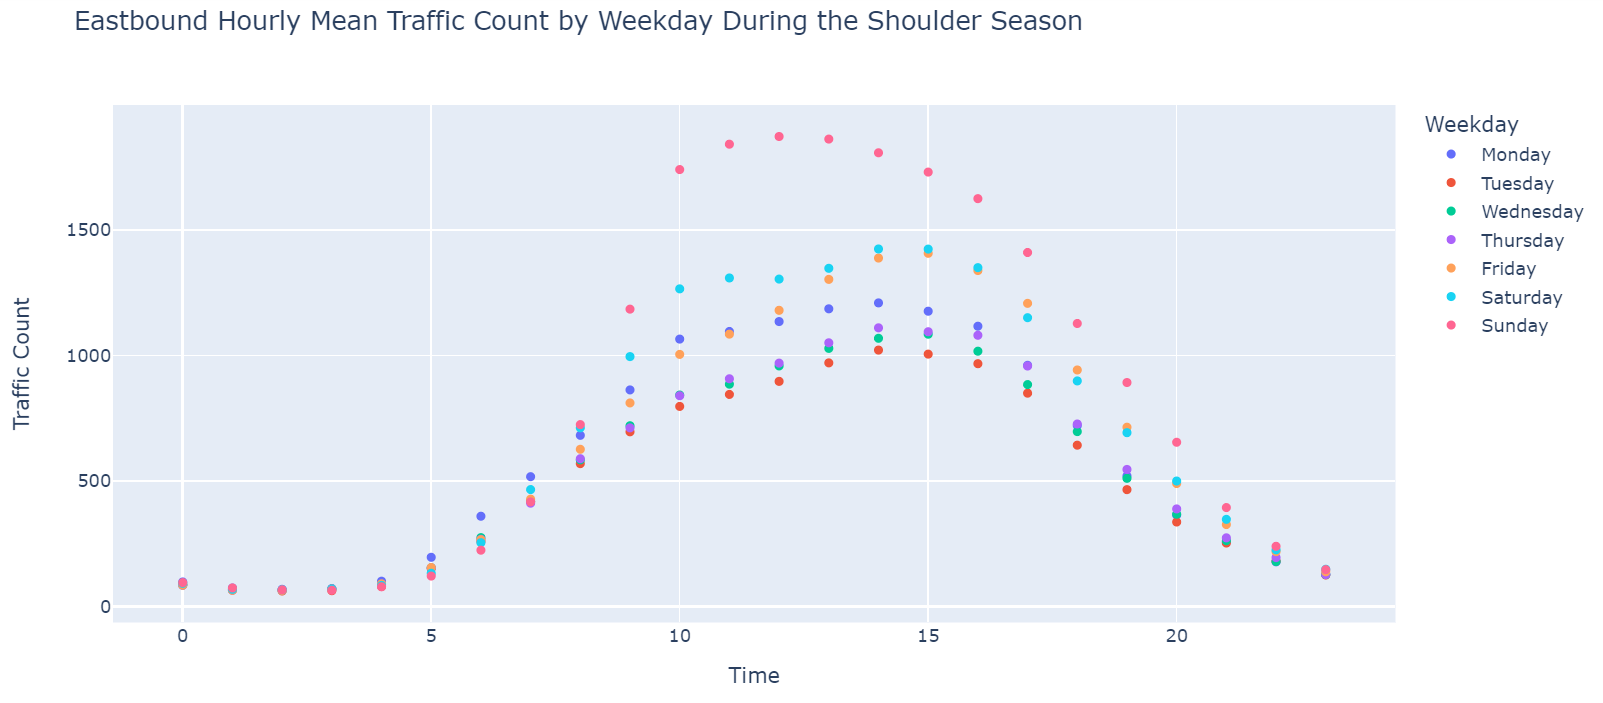 Eastbound Hourly Mean Traffic Count by Weekday During the Shoulder Season
Weekday
Monday
Tuesday
Wednesday
Thursday
Friday
Saturday
Sunday
Traffic Count
1500
1000
500
0
0 5 10 15 20
Time